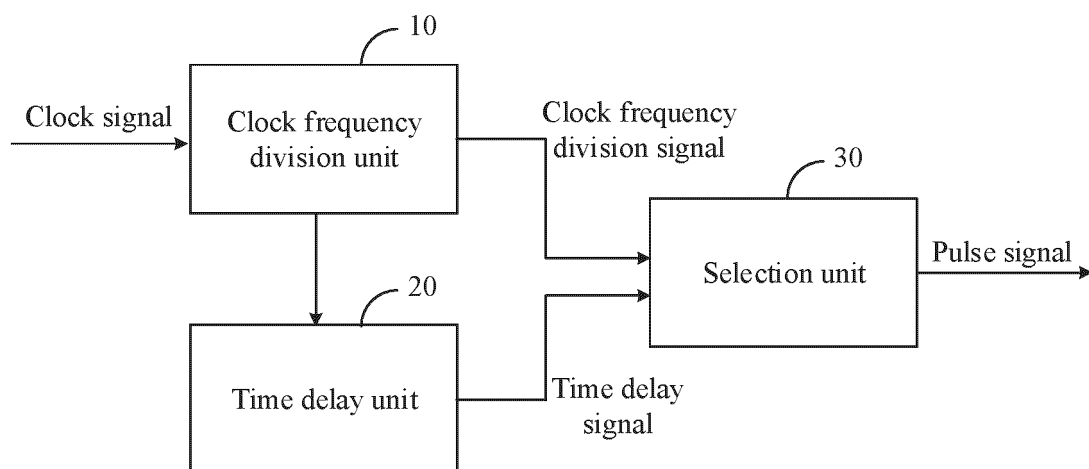 10
Clock signal
Clock frequency
division unit
Clock frequency
division signal
30
Selection unit
Pulse signal
20
Time delay unit
Time delay
signal